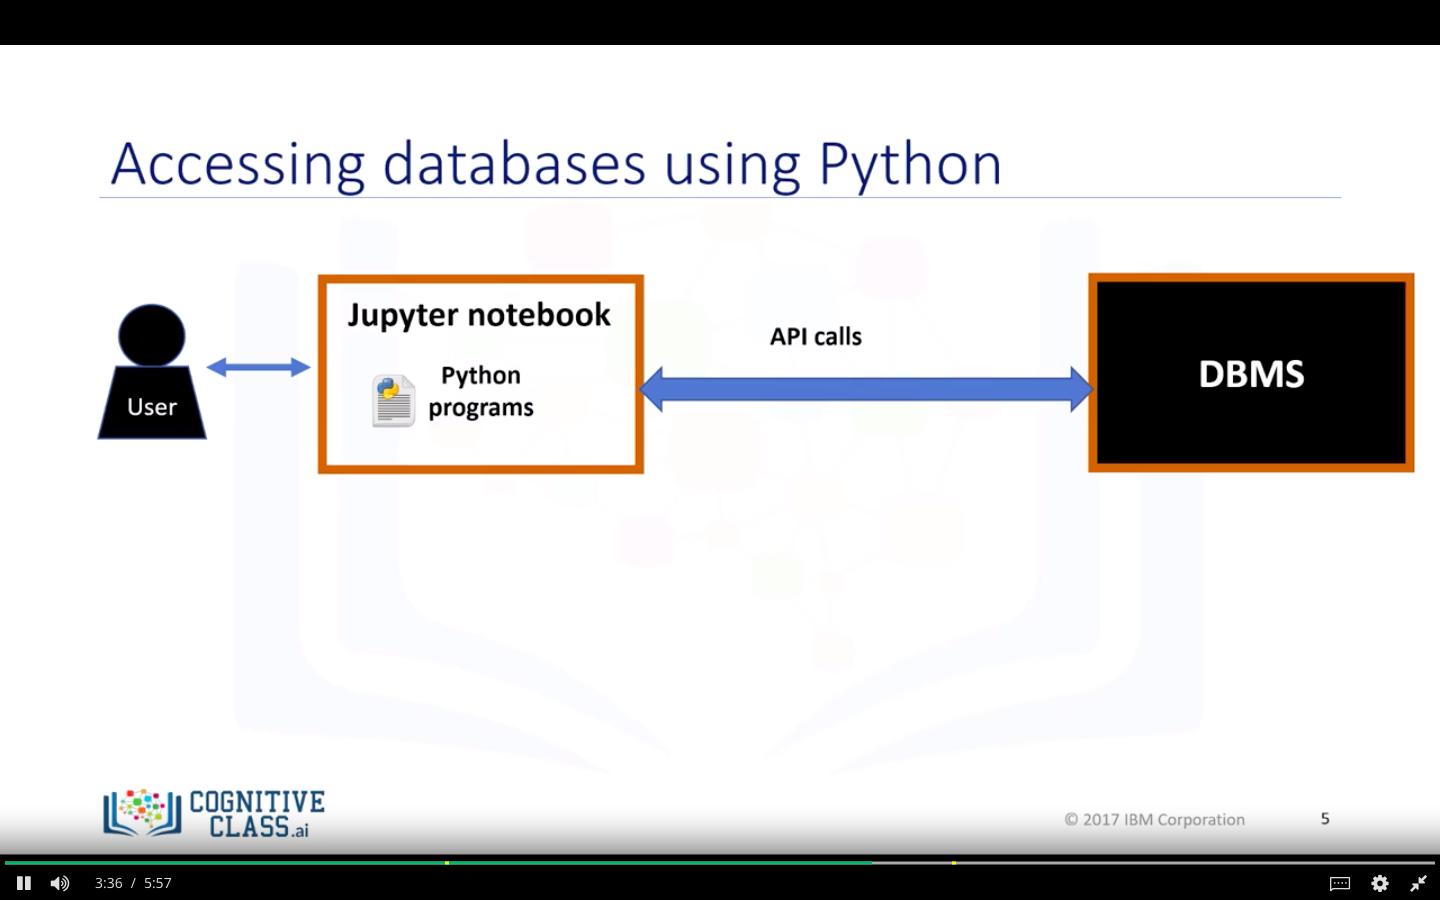 Accessing databases using Python
Jupyter notebook
Python
programs
User
API calls
DBMS
COGNITIVE
CLASS.ai
© 2017 IBM Corporation
5
3:36 / 5:57